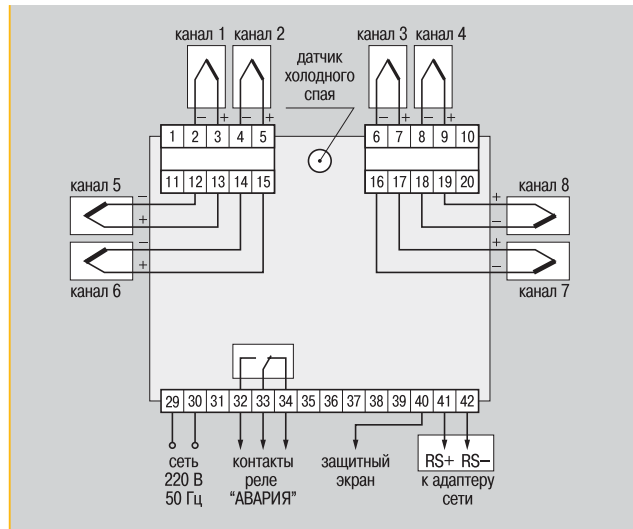 канал 1 канал 2
канал 3 канал 4
датчик
холодного
спая
– + – +
– + – +
1 2 3 4 5
6 7 8 9 10
11 12 13 14 15
16 17 18 19 20
канал 5
–
+
–
+
канал 6
канал 8
+
–
+
–
канал 7
29 30 31 32 33 34 35 36 37 38 39 40 41 42
сеть
220 В
50 Гц
контакты
реле
“АВАРИЯ”
защитный
экран
RS+ RS–
к адаптеру
сети